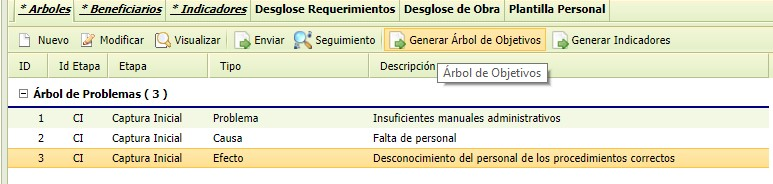 * Arboles * Beneficiarios * Indicadores Desglose Requerimientos Desglose de Obra Plantilla Personal
Nuevo Modificar Visualizar Enviar Seguimiento Generar Árbol de Objetivos Generar Indicadores
ID Id Etapa Etapa Tipo Descripción
Árbol de Objetivos
Árbol de Problemas ( 3 )
1 CI Captura Inicial Problema Insuficientes manuales administrativos
2 CI Captura Inicial Causa Falta de personal
3 CI Captura Inicial Efecto Desconocimiento del personal de los procedimientos correctos